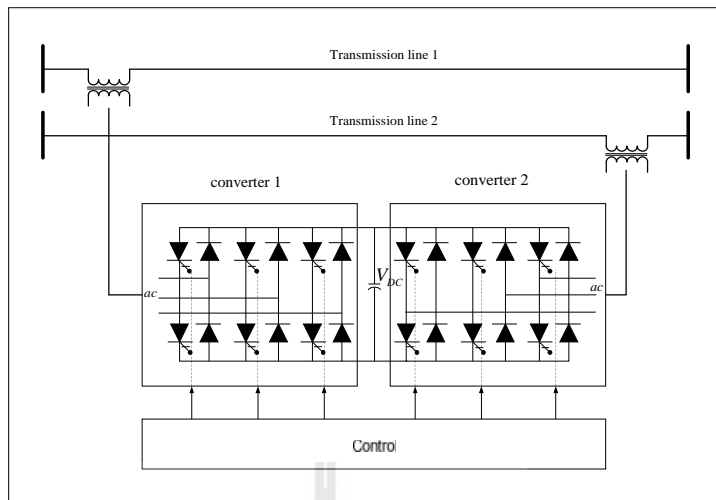 Transmission line 1
Transmission line 2
converter 1
converter 2
V_DC
ac
ac
Control